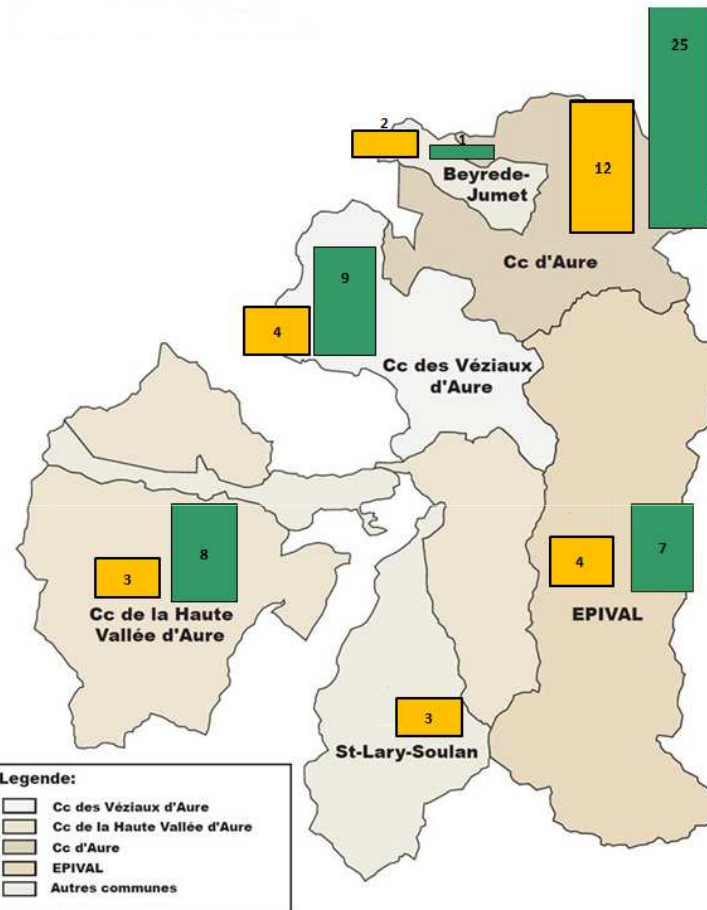 25
2
1
Beyrede-
Jumet
12
Cc d'Aure
9
4
Cc des Véziaux
d'Aure
8
3
Cc de la Haute
Vallée d'Aure
7
4
EPIVAL
3
St-Lary-Soulan
Legende:
Cc des Véziaux d'Aure
Cc de la Haute Vallée d'Aure
Cc d'Aure
EPIVAL
Autres communes